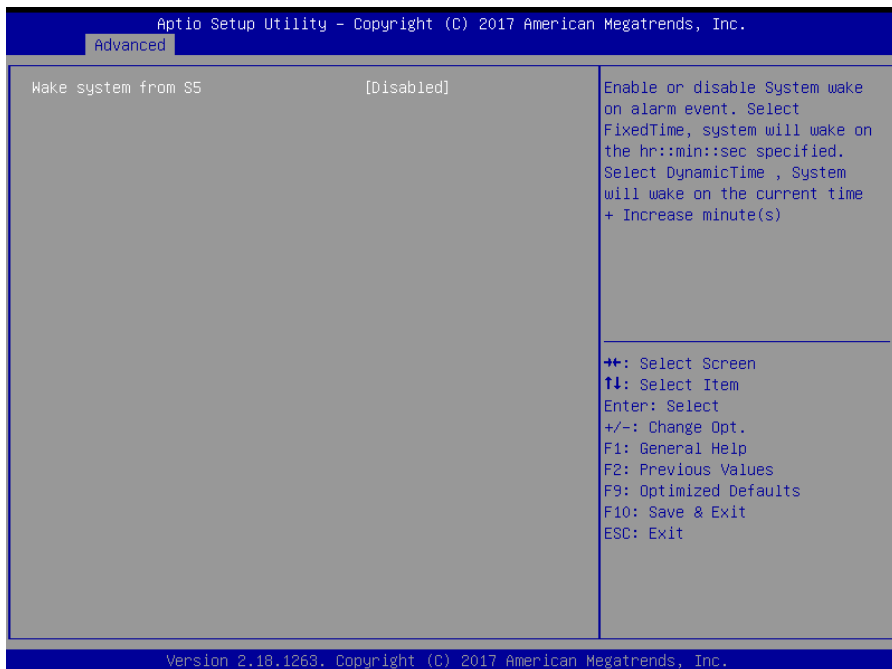 Aptio Setup Utility – Copyright (C) 2017 American Megatrends, Inc.
Advanced
Wake system from S5 [Disabled]
Enable or disable System wake
on alarm event. Select
FixedTime, system will wake on
the hr::min::sec specified.
Select DynamicTime , System
will wake on the current time
+ Increase minute(s)
→←: Select Screen
↑↓: Select Item
Enter: Select
+/-: Change Opt.
F1: General Help
F2: Previous Values
F9: Optimized Defaults
F10: Save & Exit
ESC: Exit
Version 2.18.1263. Copyright (C) 2017 American Megatrends, Inc.